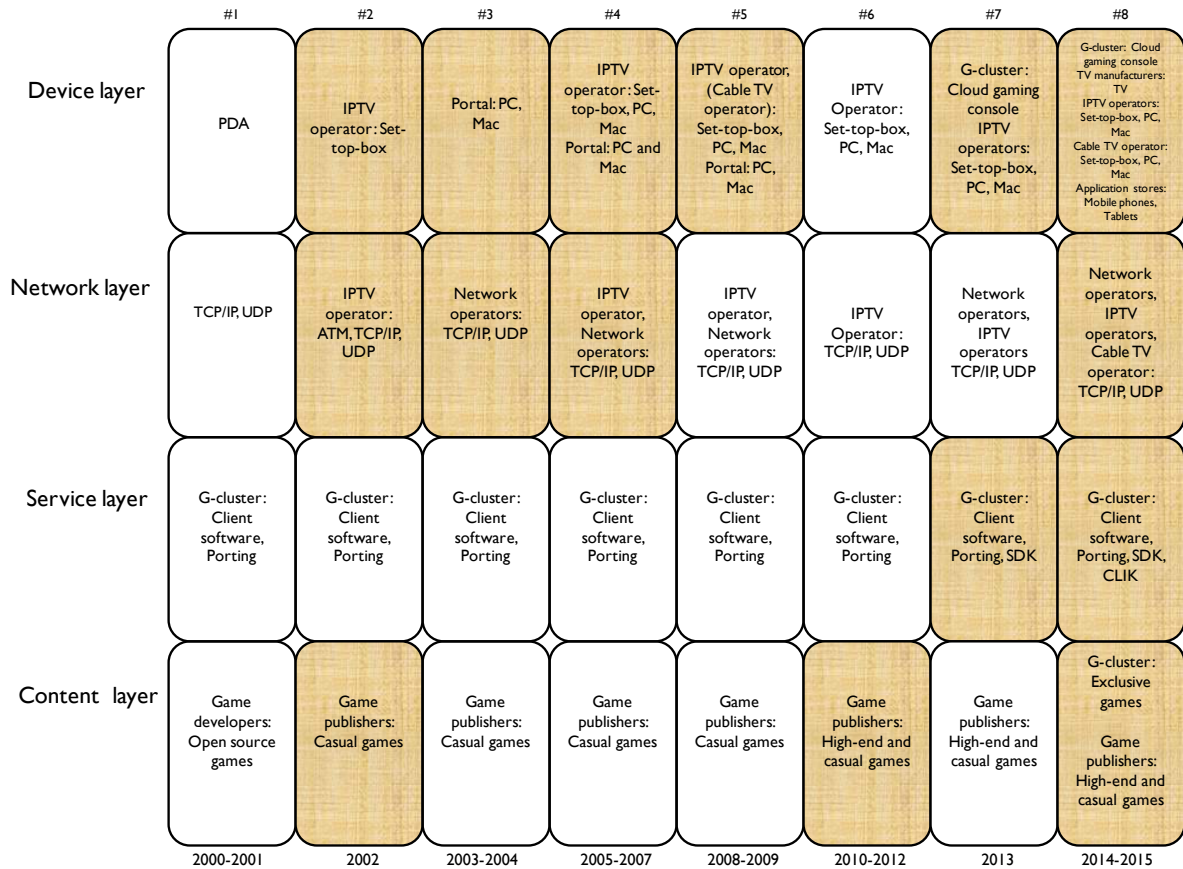 #1
#2
#3
#4
#5
#6
#7
#8
Device layer
PDA
IPTV
operator: Set-
top-box
Portal: PC,
Mac
IPTV
operator: Set-
top-box, PC,
Mac
Portal: PC and
Mac
IPTV operator,
(Cable TV
operator):
Set-top-box,
PC, Mac
Portal: PC,
Mac
IPTV
Operator:
Set-top-box,
PC, Mac
G-cluster:
Cloud gaming
console
IPTV
operators:
Set-top-box,
PC, Mac
G-cluster: Cloud
gaming console
TV manufacturers:
TV
IPTV operators:
Set-top-box, PC,
Mac
Cable TV operator:
Set-top-box, PC,
Mac
Application stores:
Mobile phones,
Tablets
Network layer
TCP/IP, UDP
IPTV
operator:
ATM, TCP/IP,
UDP
Network
operators:
TCP/IP, UDP
IPTV
operator,
Network
operators:
TCP/IP, UDP
IPTV
operator,
Network
operators:
TCP/IP, UDP
IPTV
Operator:
TCP/IP, UDP
Network
operators,
IPTV
operators
TCP/IP, UDP
Network
operators,
IPTV
operators,
Cable TV
operator:
TCP/IP, UDP
Service layer
G-cluster:
Client
software,
Porting
G-cluster:
Client
software,
Porting
G-cluster:
Client
software,
Porting
G-cluster:
Client
software,
Porting
G-cluster:
Client
software,
Porting
G-cluster:
Client
software,
Porting
G-cluster:
Client
software,
Porting, SDK
G-cluster:
Client
software,
Porting, SDK,
CLIK
Content layer
Game
developers:
Open source
games
Game
publishers:
Casual games
Game
publishers:
Casual games
Game
publishers:
Casual games
Game
publishers:
Casual games
Game
publishers:
High-end and
casual games
Game
publishers:
High-end and
casual games
G-cluster:
Exclusive
games
Game
publishers:
High-end and
casual games
2000-2001
2002
2003-2004
2005-2007
2008-2009
2010-2012
2013
2014-2015